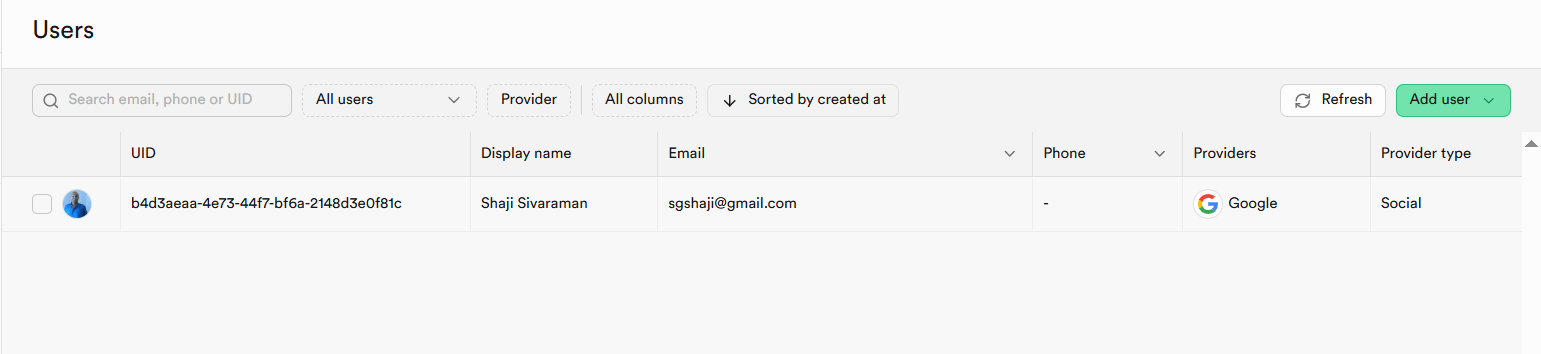 Users
Search email, phone or UID All users Provider All columns Sorted by created at Refresh Add user
UID Display name Email Phone Providers Provider type
b4d3aeaa-4e73-44f7-bf6a-2148d3e0f81c Shaji Sivaraman sgshaji@gmail.com - Google Social